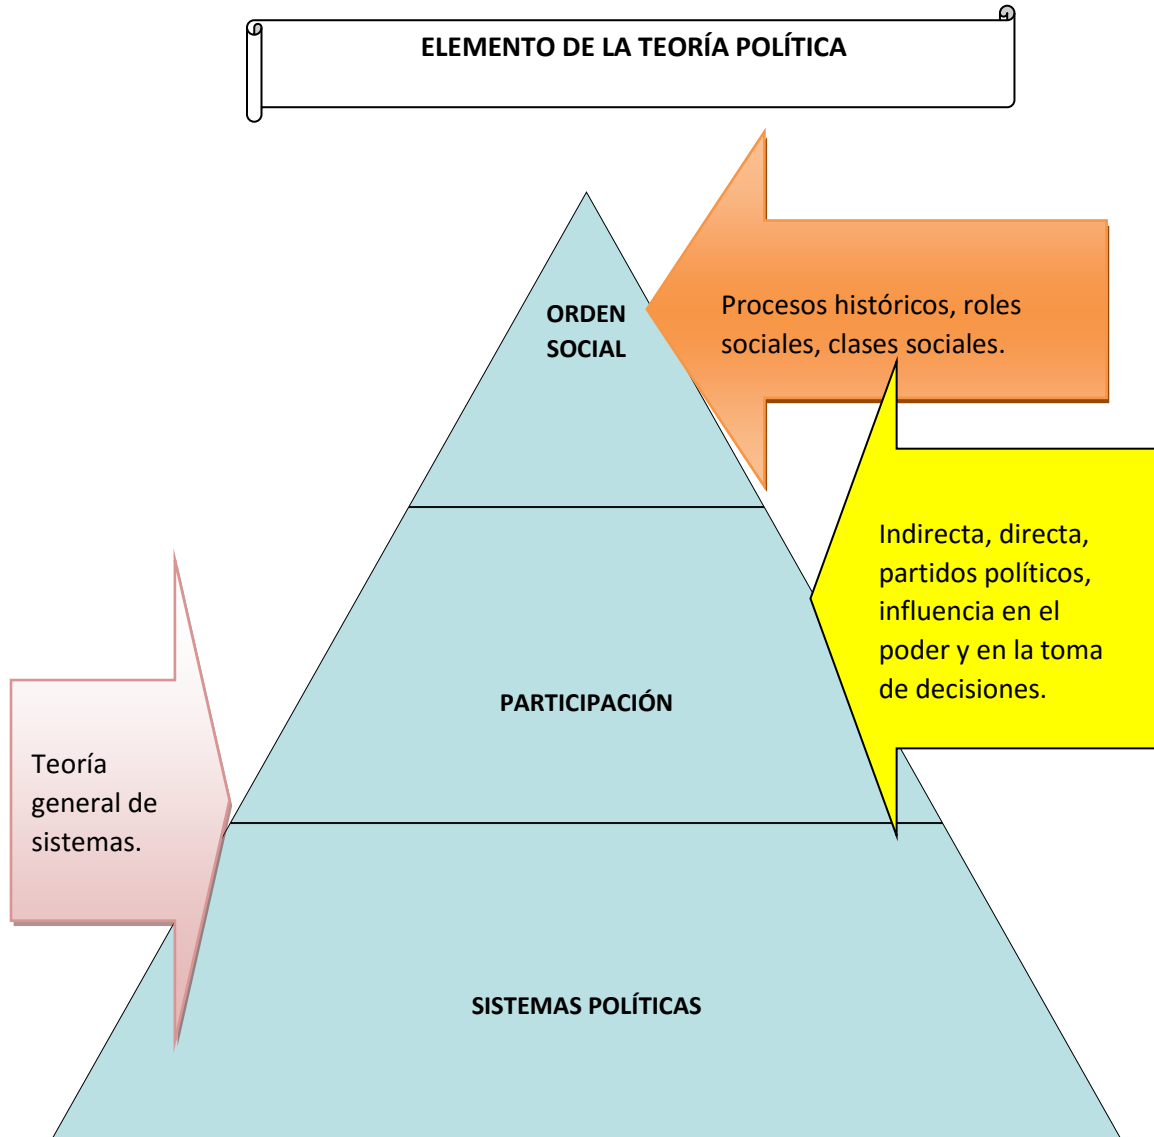 ELEMENTO DE LA TEORÍA POLÍTICA
ORDEN
SOCIAL
Procesos históricos, roles
sociales, clases sociales.
Indirecta, directa,
partidos políticos,
influencia en el
poder y en la toma
de decisiones.
PARTICIPACIÓN
Teoría
general de
sistemas.
SISTEMAS POLÍTICAS